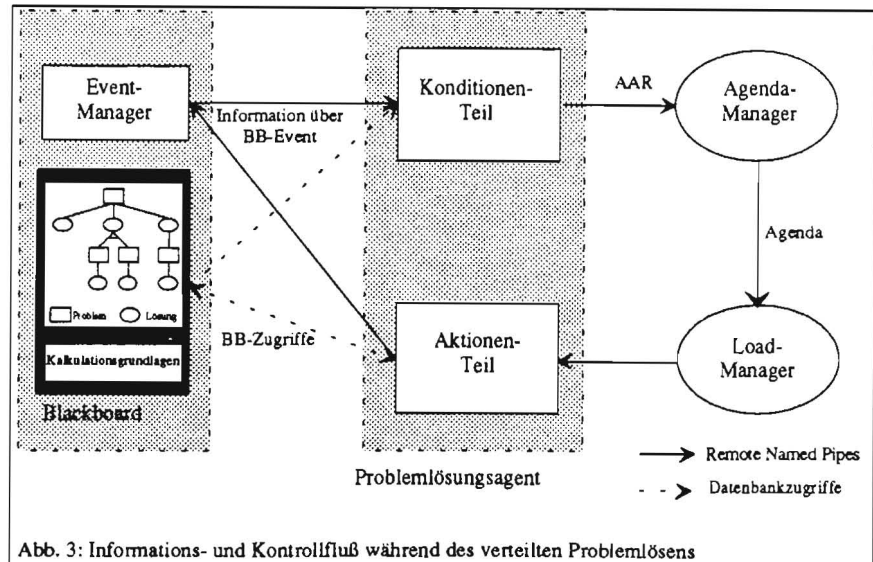 Event-
Manager
Information über
BB-Event
Konditionen-
Teil
AAR
Agenda-
Manager
Agenda
Problem
Lösung
Kalkulationsgrundlagen
Blackboard
BB-Zugriffe
Aktionen-
Teil
Load-
Manager
Problemlösungsagent
Remote Named Pipes
Datenbankzugriffe
Abb. 3: Informations- und Kontrollfluß während des verteilten Problemlösens